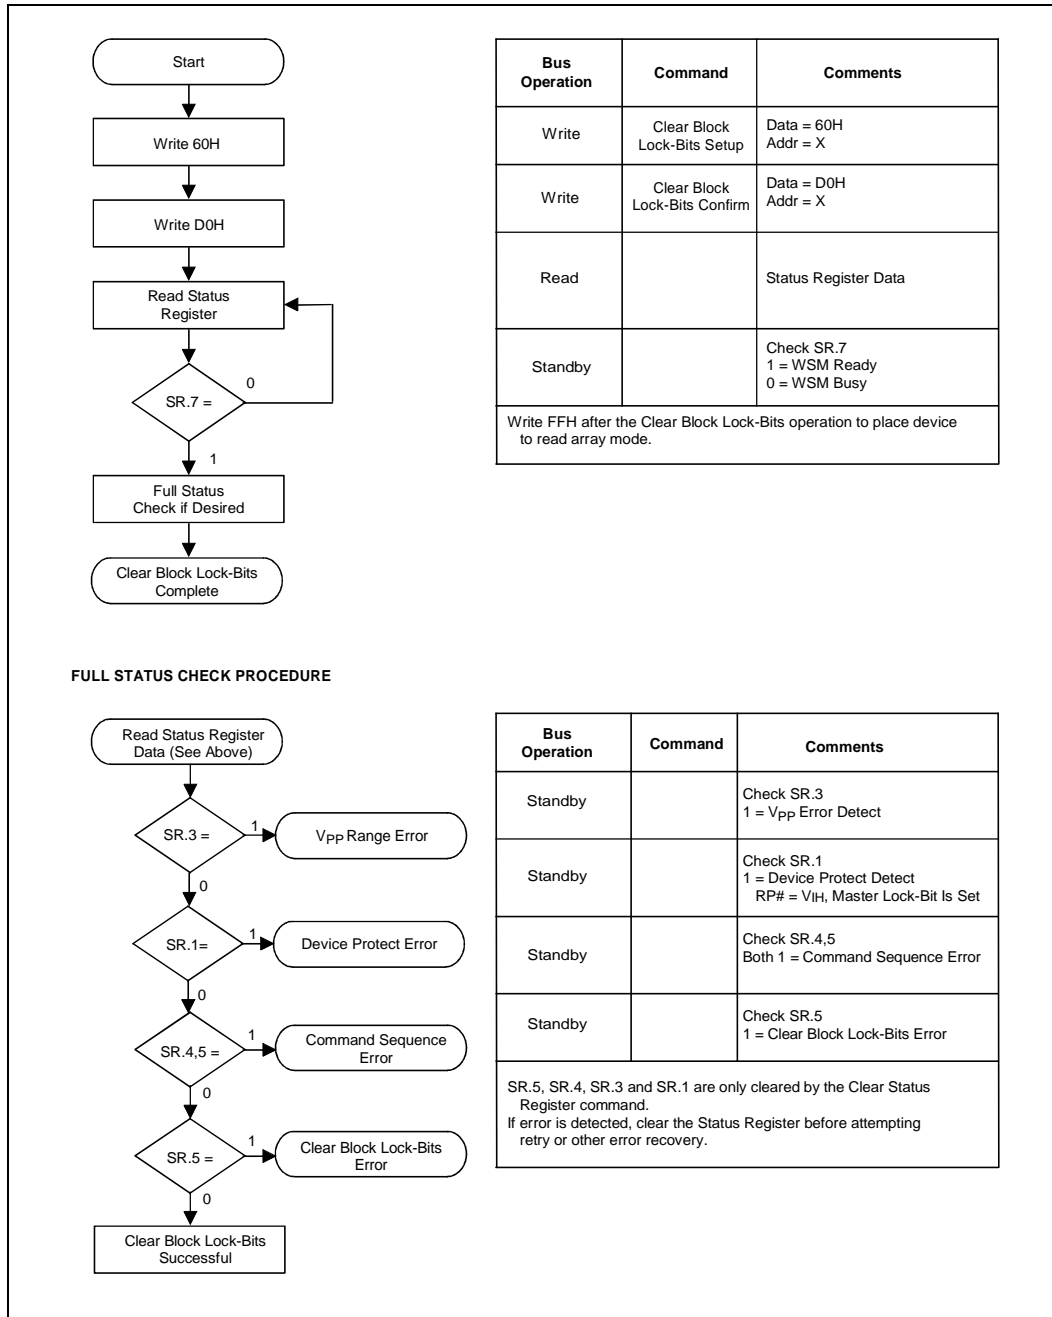 Start
Write 60H
Write D0H
Read Status
Register
SR.7 =
0
1
Full Status
Check if Desired
Clear Block Lock-Bits
Complete
Bus
Operation
Command
Comments
Write
Clear Block
Lock-Bits Setup
Data = 60H
Addr = X
Write
Clear Block
Lock-Bits Confirm
Data = D0H
Addr = X
Read
Status Register Data
Standby
Check SR.7
1 = WSM Ready
0 = WSM Busy
Write FFH after the Clear Block Lock-Bits operation to place device
to read array mode.
FULL STATUS CHECK PROCEDURE
Read Status Register
Data (See Above)
SR.3 =
1
VPP Range Error
0
SR.1=
1
Device Protect Error
0
SR.4,5 =
1
Command Sequence
Error
0
SR.5 =
1
Clear Block Lock-Bits
Error
0
Clear Block Lock-Bits
Successful
Bus
Operation
Command
Comments
Standby
Check SR.3
1 = VPP Error Detect
Standby
Check SR.1
1 = Device Protect Detect
RP# = VIH, Master Lock-Bit Is Set
Standby
Check SR.4,5
Both 1 = Command Sequence Error
Standby
Check SR.5
1 = Clear Block Lock-Bits Error
SR.5, SR.4, SR.3 and SR.1 are only cleared by the Clear Status
Register command.
If error is detected, clear the Status Register before attempting
retry or other error recovery.